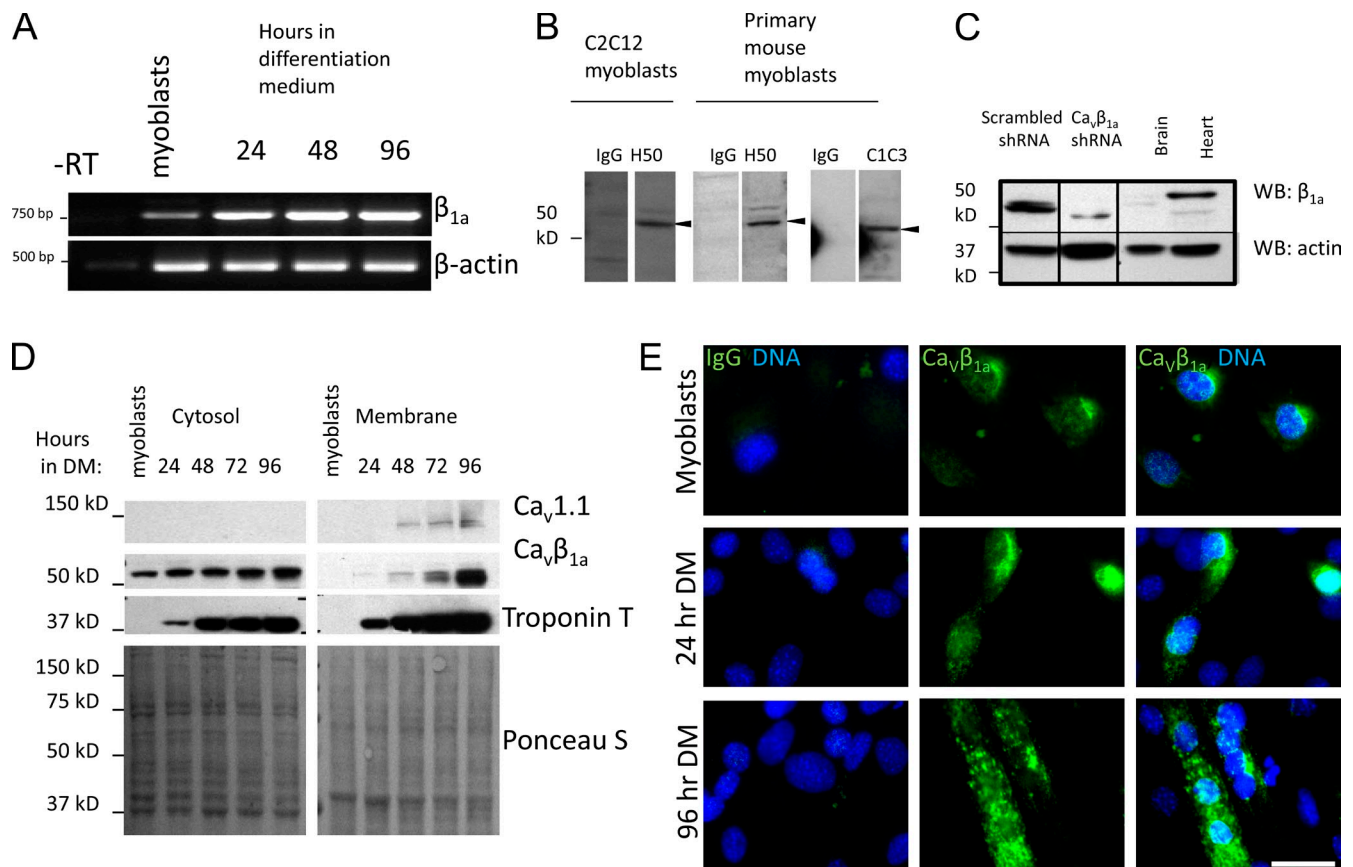 A
Hours in
differentiation
medium
-RT
myoblasts
24 48 96
750 bp
β1a
500 bp
β-actin
B
C2C12
myoblasts
Primary
mouse
myoblasts
IgG H50
IgG H50
IgG C1C3
50
kD
C
Scrambled
shRNA
Cavβ1a
shRNA
Brain
Heart
50
kD
WB: β1a
37
kD
WB: actin
D
myoblasts
Cytosol
myoblasts
Membrane
Hours
in DM:
24 48 72 96
24 48 72 96
150 kD
Cav1.1
Cavβ1a
50 kD
37 kD
Troponin T
150 kD
75 kD
50 kD
37 kD
Ponceau S
E
IgG DNA
CaVβ1a
CaVβ1a DNA
Myoblasts
24 hr DM
96 hr DM